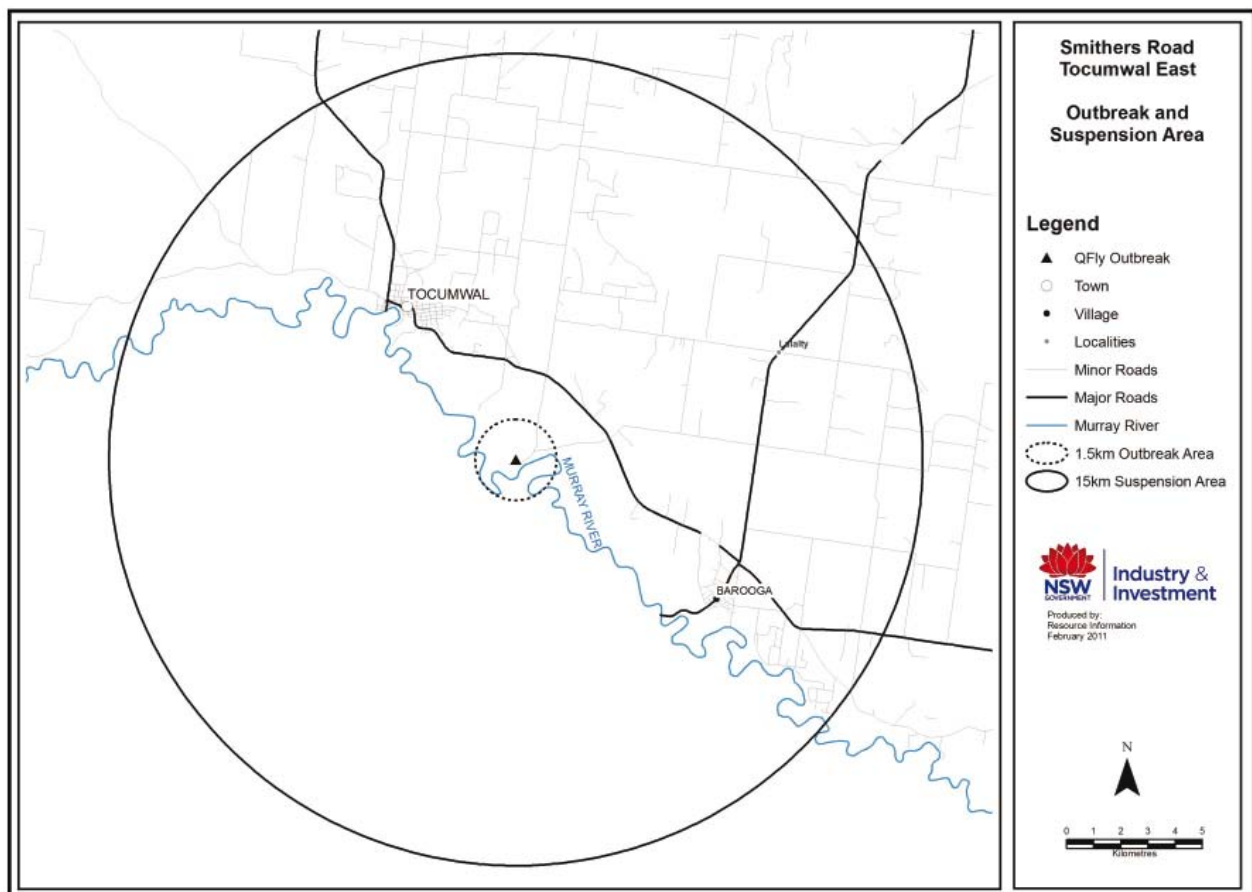 Smithers Road
Tocumwal East
Outbreak and
Suspension Area
Legend
QFly Outbreak
Town
Village
Localities
Minor Roads
Major Roads
Murray River
1.5km Outbreak Area
15km Suspension Area
NSW
GOVERNMENT
Industry &
Investment
Produced by:
Resource Information
February 2011
N
0 1 2 3 4 5
Kilometres
TOCUMWAL
Lalalty
MURRAY RIVER
BAROOGA